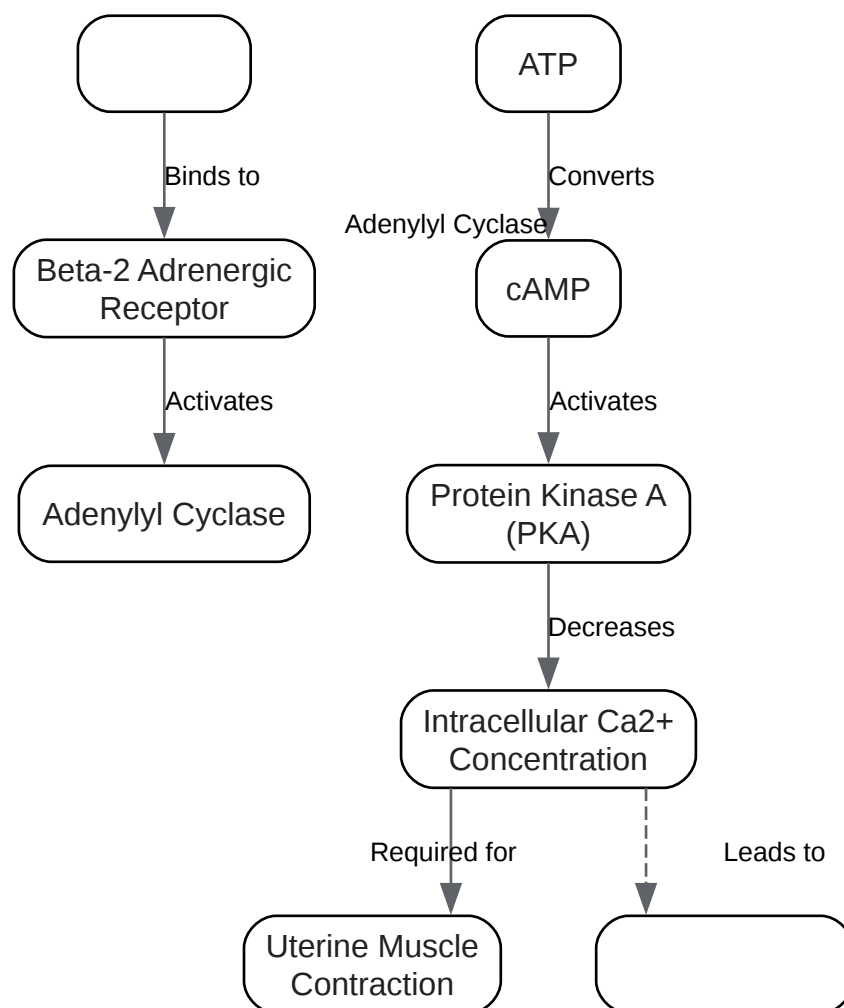 ATP
Binds to
Converts
Adenylyl Cyclase
Beta-2 Adrenergic
Receptor
cAMP
Activates
Activates
Adenylyl Cyclase
Protein Kinase A
(PKA)
Decreases
Intracellular Ca2+
Concentration
Required for
Leads to
Uterine Muscle
Contraction